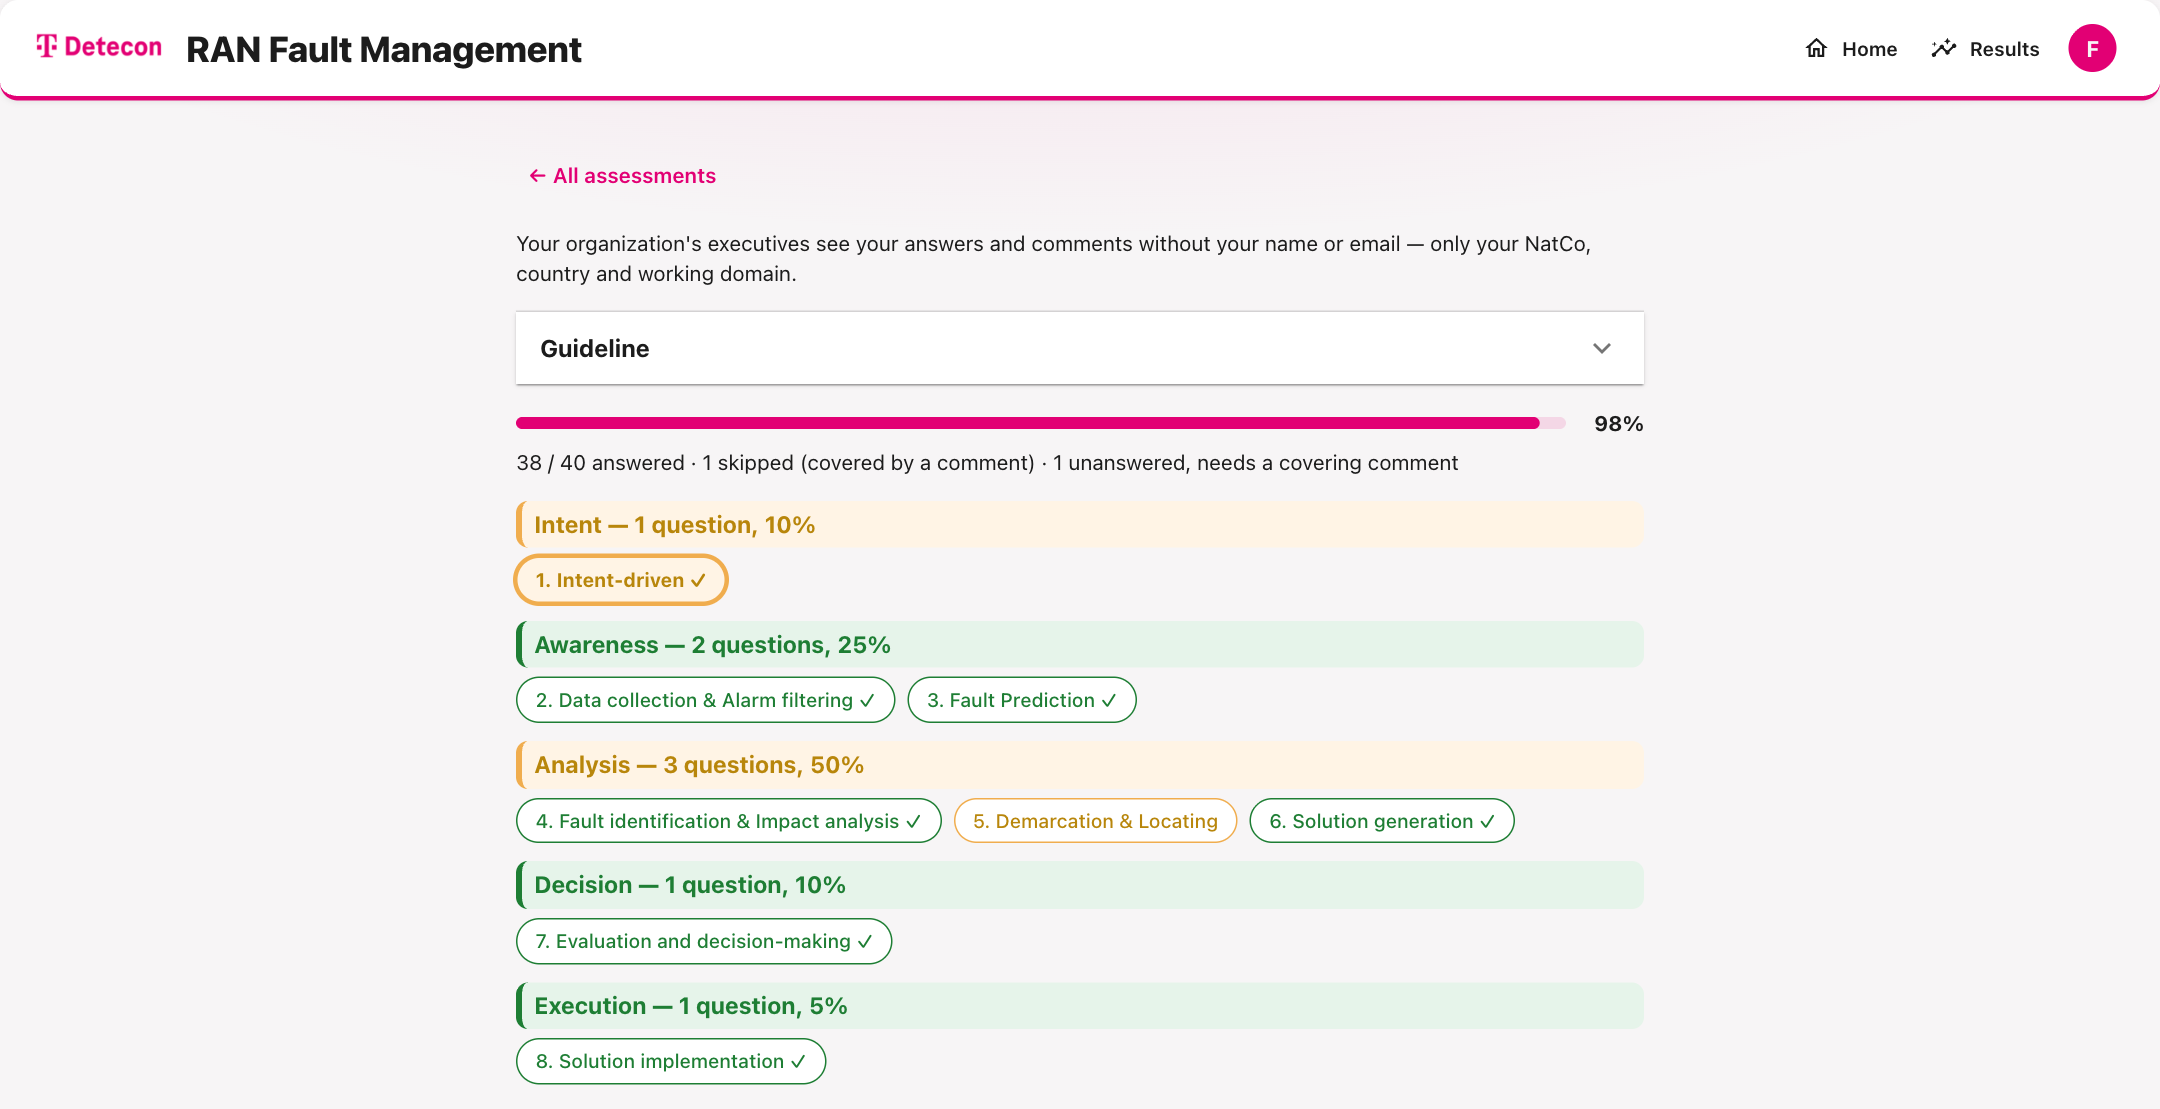 T Detecon
RAN Fault Management
Home
Results
F
← All assessments
Your organization's executives see your answers and comments without your name or email — only your NatCo,
country and working domain.
Guideline
98%
38 / 40 answered · 1 skipped (covered by a comment) · 1 unanswered, needs a covering comment
Intent — 1 question, 10%
1. Intent-driven ✓
Awareness — 2 questions, 25%
2. Data collection & Alarm filtering ✓
3. Fault Prediction ✓
Analysis — 3 questions, 50%
4. Fault identification & Impact analysis ✓
5. Demarcation & Locating
6. Solution generation ✓
Decision — 1 question, 10%
7. Evaluation and decision-making ✓
Execution — 1 question, 5%
8. Solution implementation ✓